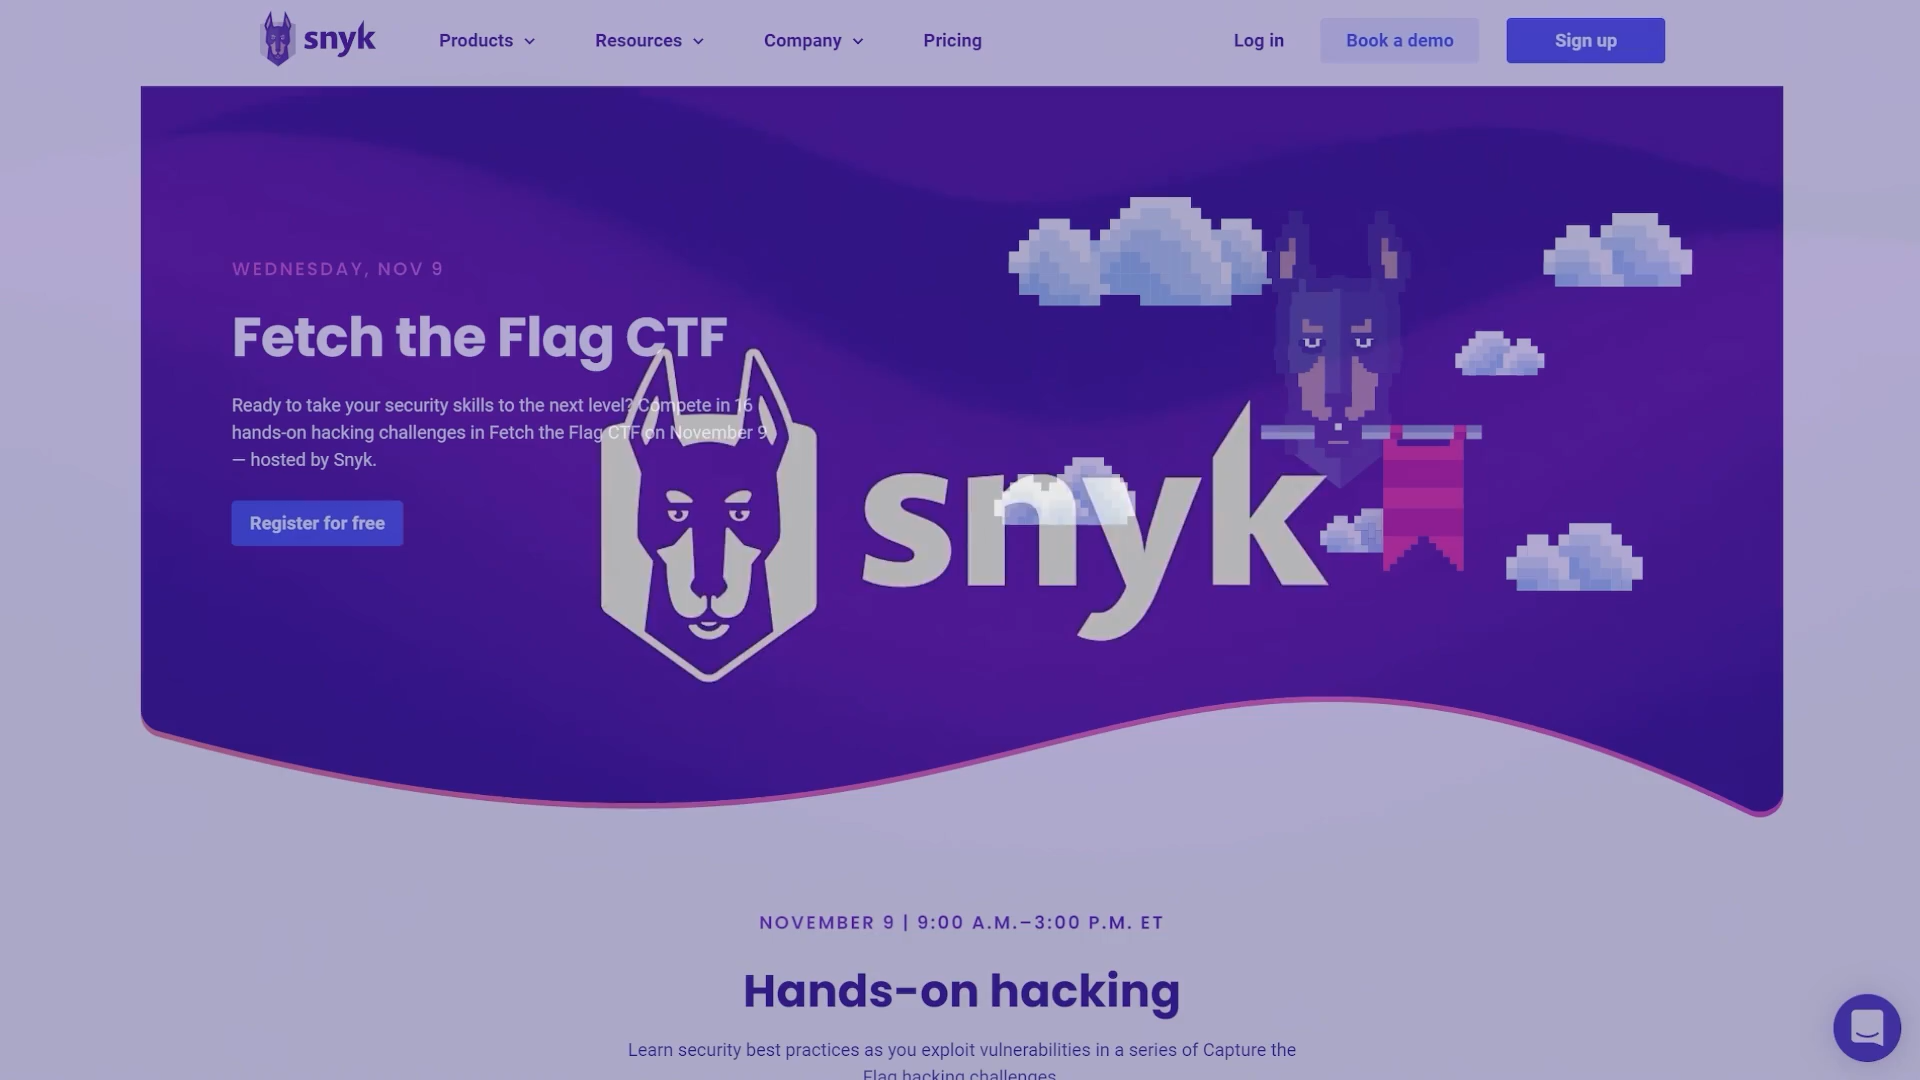 snyk
Products
Resources
Company
Pricing
Log in
Book a demo
Sign up
WEDNESDAY, NOV 9
Fetch the Flag CTF
Ready to take your security skills to the next level? Compete in 16
hands-on hacking challenges in Fetch the Flag CTF on November 9
— hosted by Snyk.
Register for free
snyk
NOVEMBER 9 | 9:00 A.M.–3:00 P.M. ET
Hands-on hacking
Learn security best practices as you exploit vulnerabilities in a series of Capture the
Flag hacking challenges